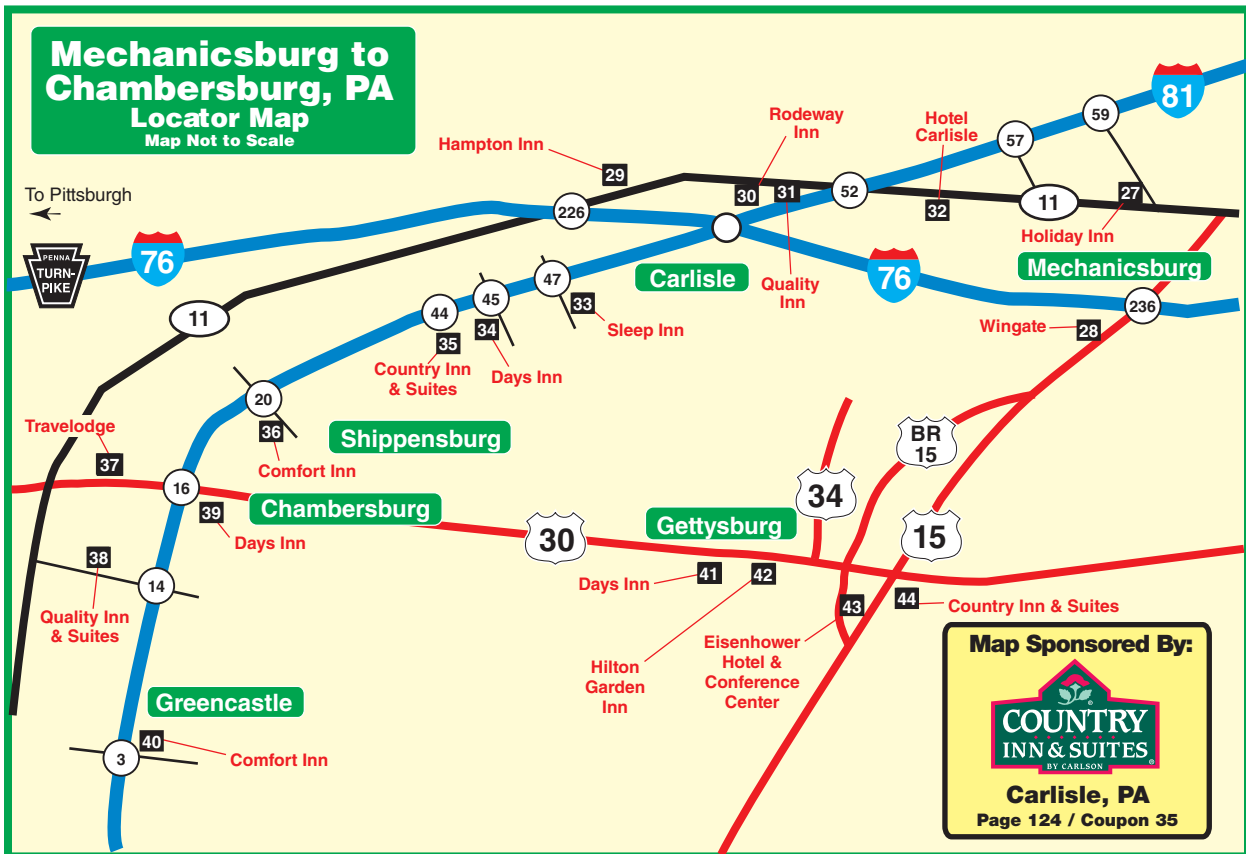 Mechanicsburg to
Chambersburg, PA
Locator Map
Map Not to Scale
81
59
57
Rodeway
Inn
Hotel
Carlisle
Hampton Inn
29
30
31
52
32
11
27
Holiday Inn
To Pittsburgh
226
PENNA
TURN-
PIKE
76
Carlisle
Quality
Inn
76
Mechanicsburg
47
33
Sleep Inn
45
34
Days Inn
44
35
Country Inn
& Suites
236
Wingate
28
11
20
36
Comfort Inn
Shippensburg
Travelodge
37
16
39
Days Inn
Chambersburg
BR
15
34
15
30
Gettysburg
38
Quality Inn
& Suites
14
Days Inn
41
42
Hilton
Garden
Inn
43
Eisenhower
Hotel &
Conference
Center
44
Country Inn & Suites
Greencastle
3
40
Comfort Inn
Map Sponsored By:
COUNTRY
INN & SUITES
BY CARLSON
®
Carlisle, PA
Page 124 / Coupon 35